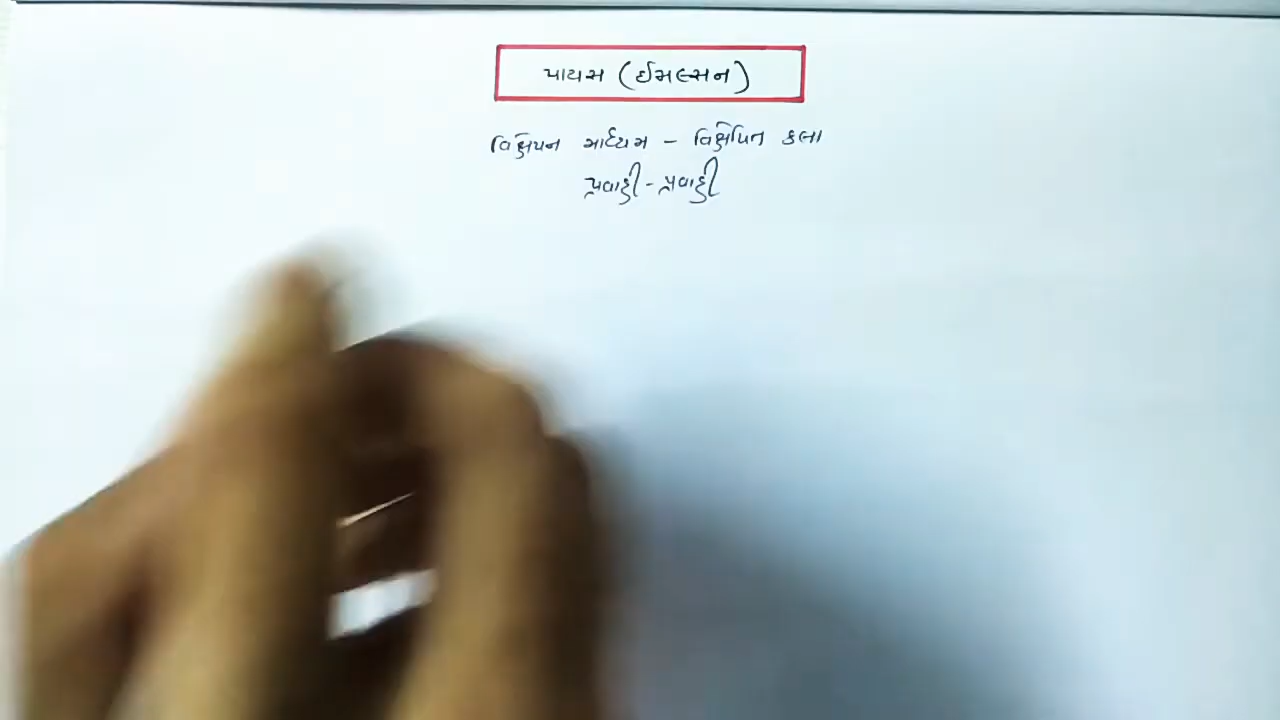 પાયસ (ઈમલ્સન)
વિક્ષેપન માધ્યમ - વિક્ષેપિત કલા
પ્રવાહી - પ્રવાહી